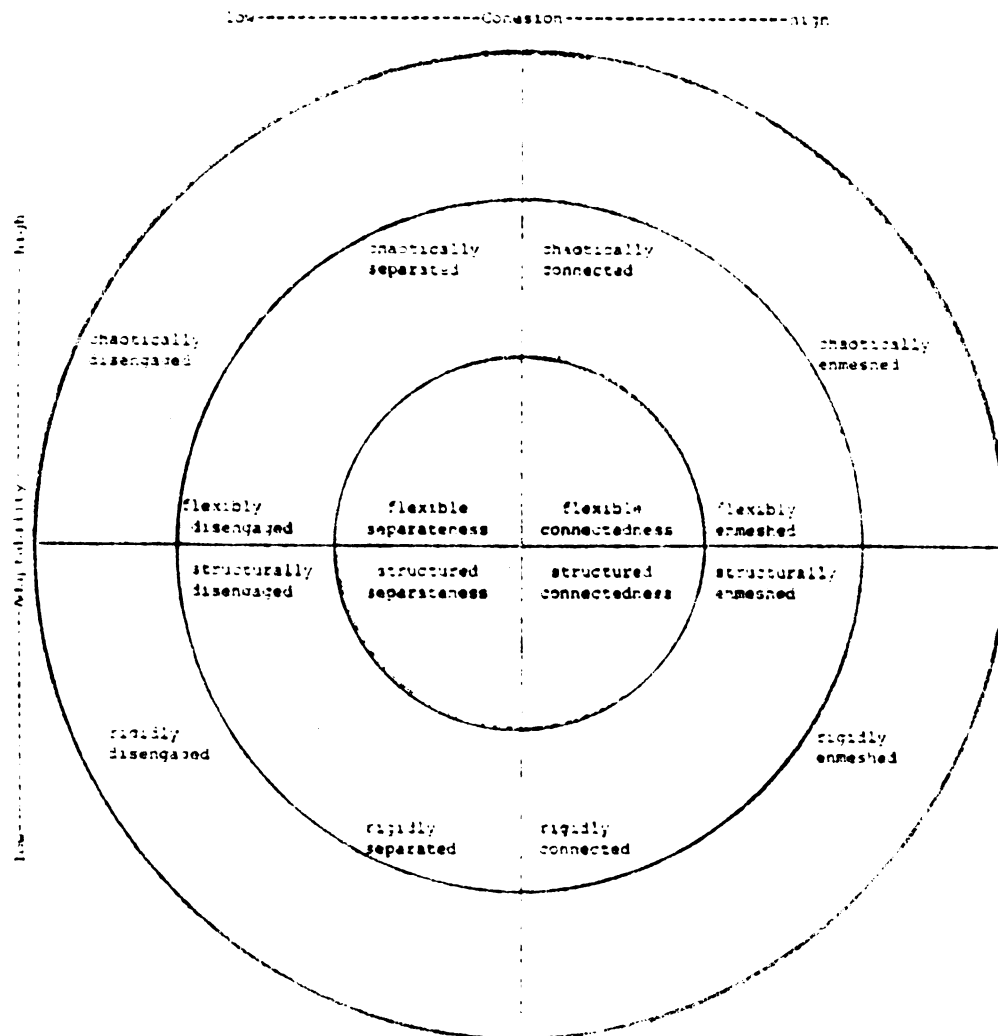 low--------------------Cohesion--------------------high
low--------------------Adaptability--------------------high
chaotically
separated
chaotically
connected
chaotically
disengaged
chaotically
enmeshed
flexibly
disengaged
flexible
separateness
flexible
connectedness
flexibly
enmeshed
structurally
disengaged
structured
separateness
structured
connectedness
structurally
enmeshed
rigidly
disengaged
rigidly
enmeshed
rigidly
separated
rigidly
connected